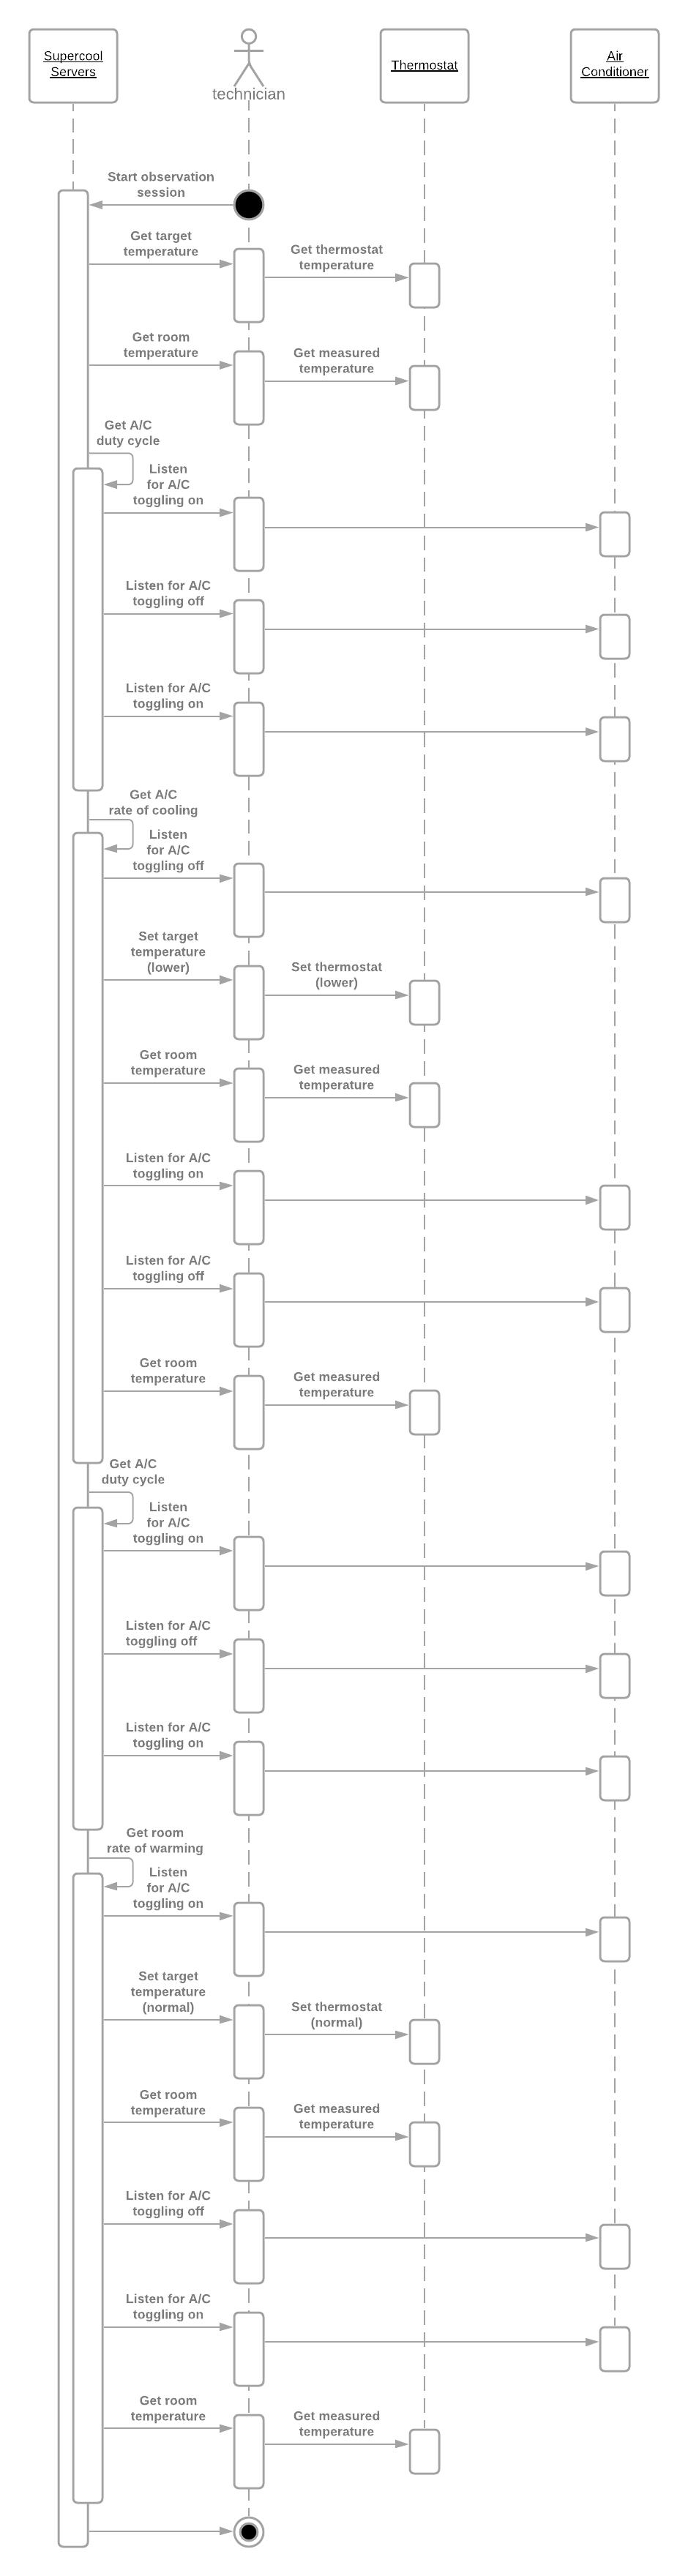 Supercool
Servers
technician
Thermostat
Air
Conditioner
Start observation
session
Get target
temperature
Get thermostat
temperature
Get room
temperature
Get measured
temperature
Get A/C
duty cycle
Listen
for A/C
toggling on
Listen for A/C
toggling off
Listen for A/C
toggling on
Get A/C
rate of cooling
Listen
for A/C
toggling off
Set target
temperature
(lower)
Set thermostat
(lower)
Get room
temperature
Get measured
temperature
Listen for A/C
toggling on
Listen for A/C
toggling off
Get room
temperature
Get measured
temperature
Get A/C
duty cycle
Listen
for A/C
toggling on
Listen for A/C
toggling off
Listen for A/C
toggling on
Get room
rate of warming
Listen
for A/C
toggling on
Set target
temperature
(normal)
Set thermostat
(normal)
Get room
temperature
Get measured
temperature
Listen for A/C
toggling off
Listen for A/C
toggling on
Get room
temperature
Get measured
temperature